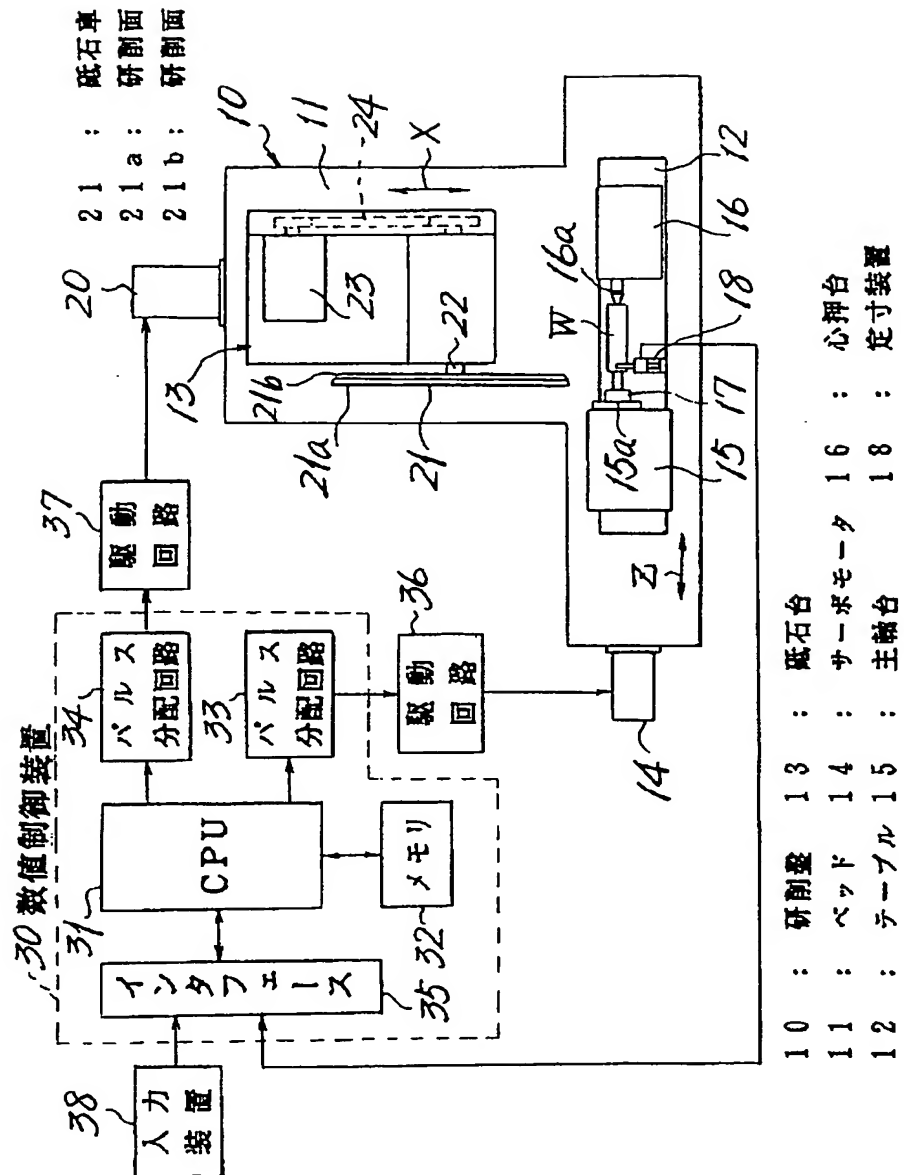 30 数値制御装置
38
入力
装置
インタフェース
35
31
CPU
32
メモリ
34
パルス
分配回路
33
パルス
分配回路
37
駆動
回路
36
駆動
回路
14
20
13
10
11
24
X
23
22
21b
21a
21
Z
15
15a
17
18
W
16a
16
12
21 : 砥石車
21a : 研削面
21b : 研削面
10 : 研削盤 13 : 砥石台
11 : ベッド 14 : サーボモータ 16 : 心押台
12 : テーブル 15 : 主軸台 18 : 定寸装置